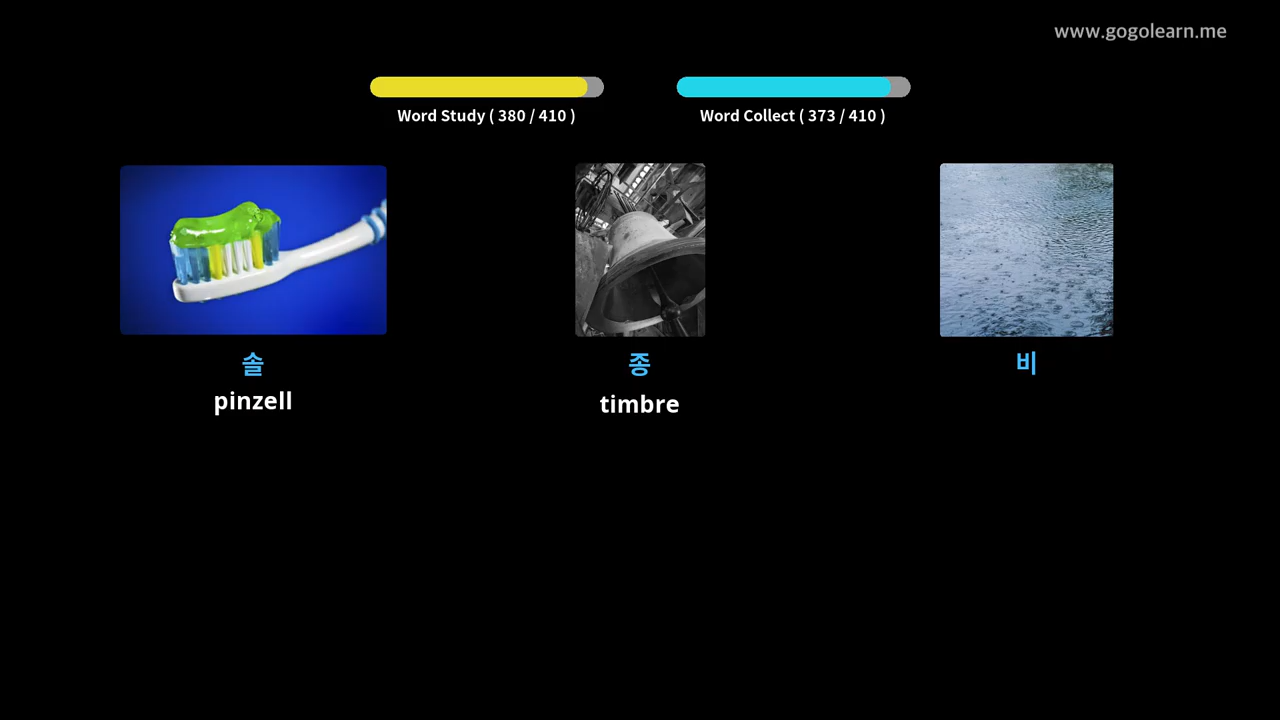 www.gogolearn.me
Word Study ( 380 / 410 )
Word Collect ( 373 / 410 )
솔
종
비
pinzell
timbre